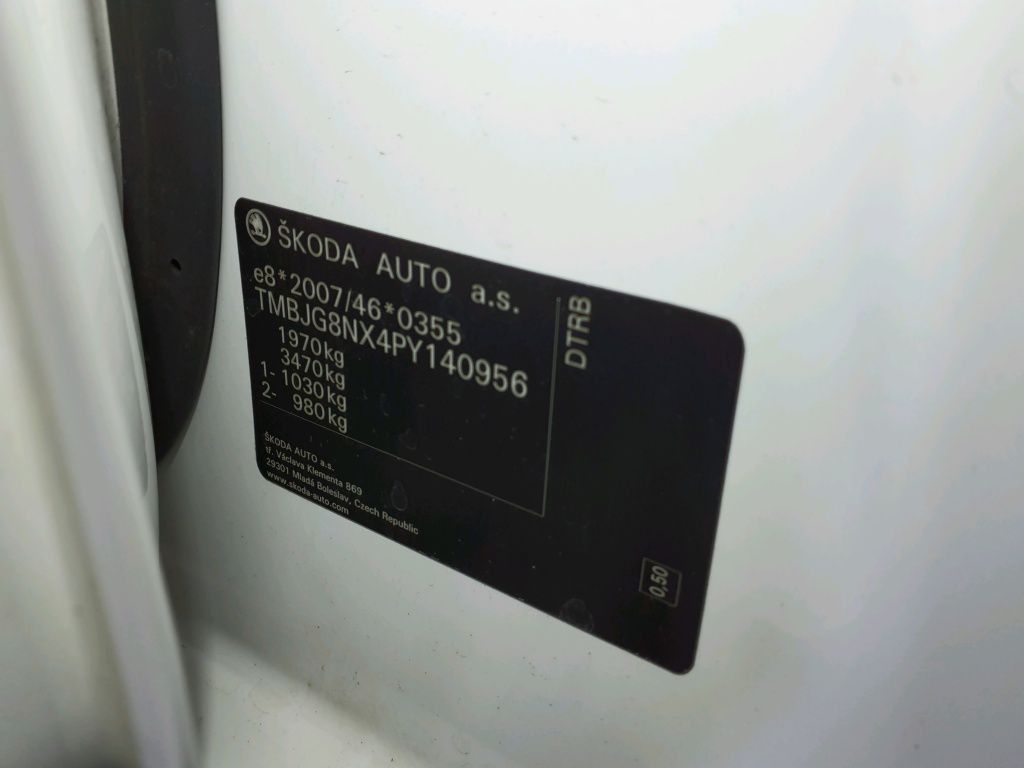 ŠKODA AUTO a.s.
e8*2007/46*0355
TMBJG8NX4PY140956
1970kg
3470kg
1- 1030kg
2- 980kg
DTRB
ŠKODA AUTO a.s.
tř. Václava Klementa 869
29301 Mladá Boleslav, Czech Republic
www.skoda-auto.com
0,50